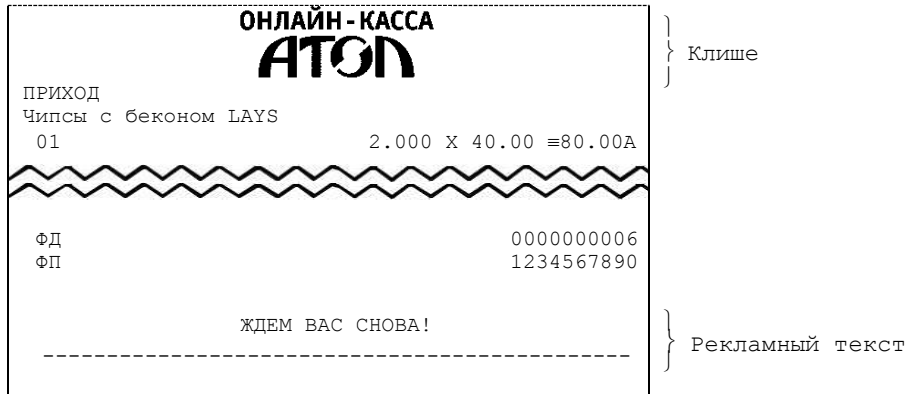 ОНЛАЙН-КАССА
АТОЛ
Клише
ПРИХОД
Чипсы с беконом LAYS
01 2.000 X 40.00 ≡80.00А
ФД 0000000006
ФП 1234567890
ЖДЕМ ВАС СНОВА!
Рекламный текст